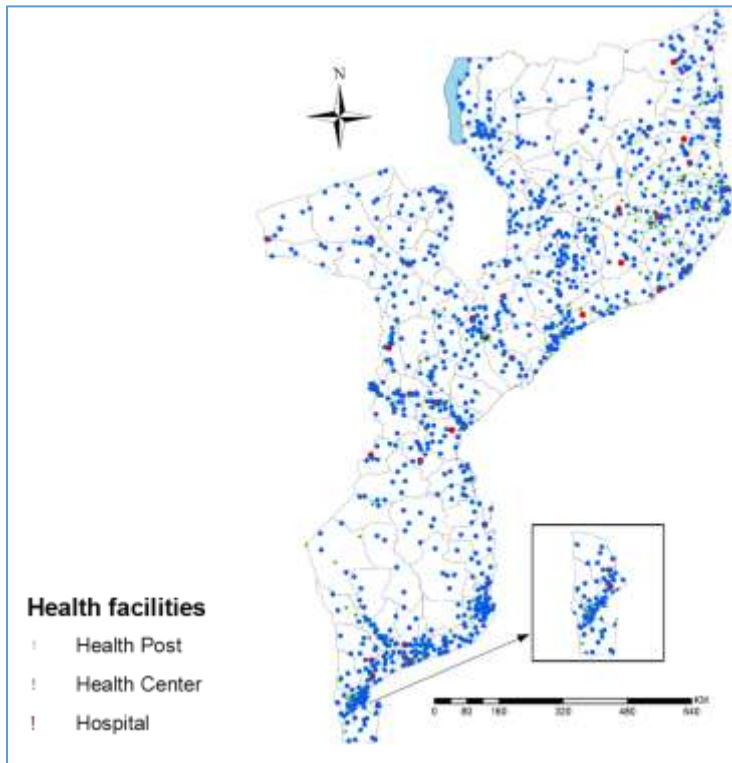 N
Health facilities
! Health Post
! Health Center
! Hospital
KM
0 80 160 320 480 640